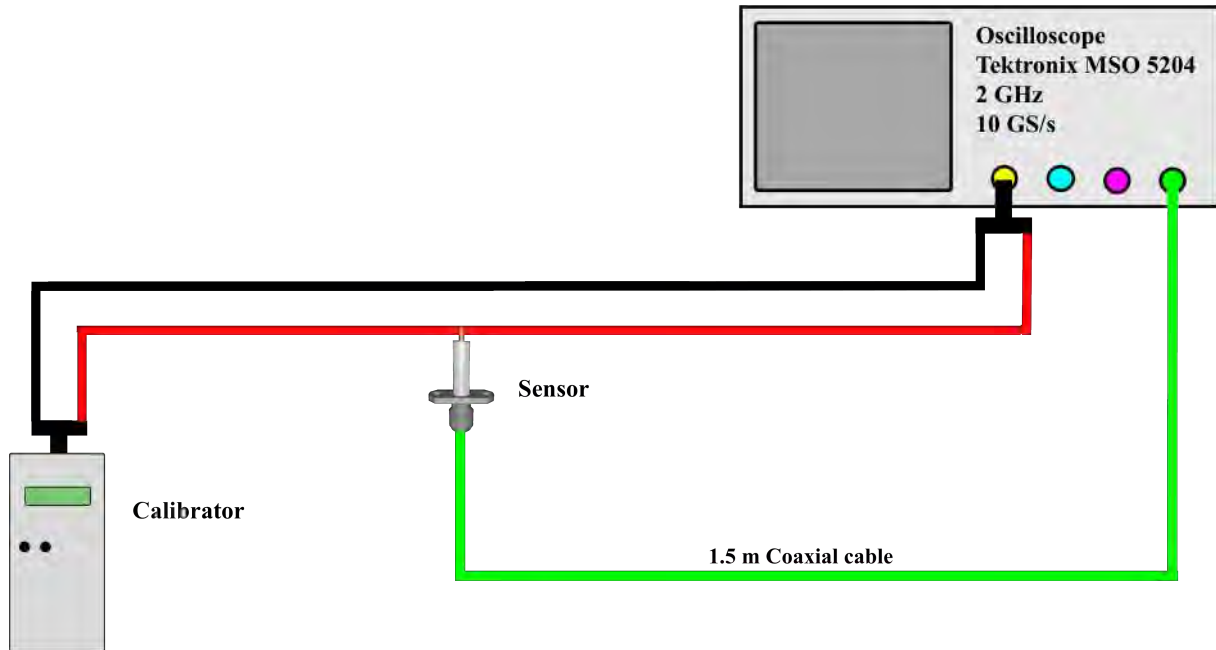 Oscilloscope
Tektronix MSO 5204
2 GHz
10 GS/s
Sensor
Calibrator
1.5 m Coaxial cable